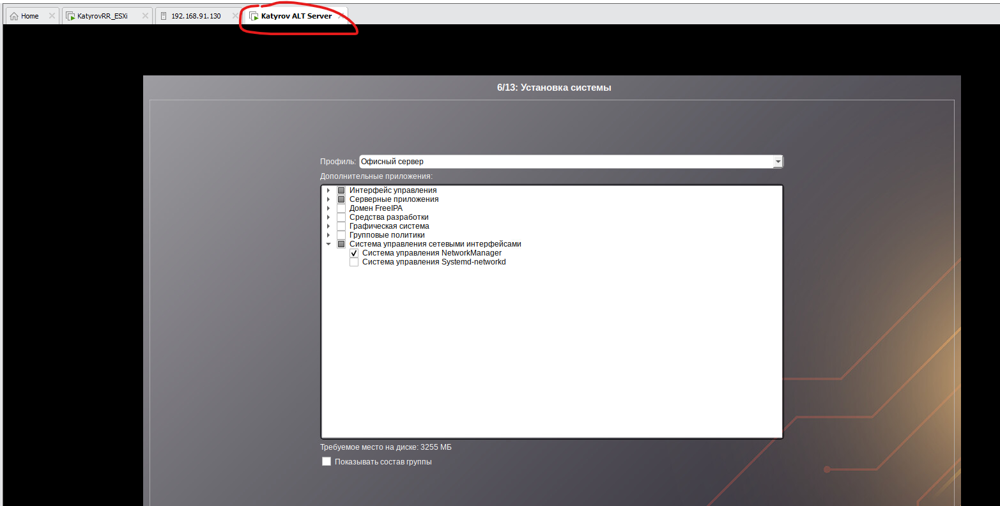 Home KatyrovRR_ESXi 192.168.91.130 Katyrov ALT Server
6/13: Установка системы
Профиль: Офисный сервер
Дополнительные приложения:
Интерфейс управления
Серверные приложения
Домен FreeIPA
Средства разработки
Графическая система
Групповые политики
Система управления сетевыми интерфейсами
Система управления NetworkManager
Система управления Systemd-networkd
Требуемое место на диске: 3255 МБ
Показывать состав группы